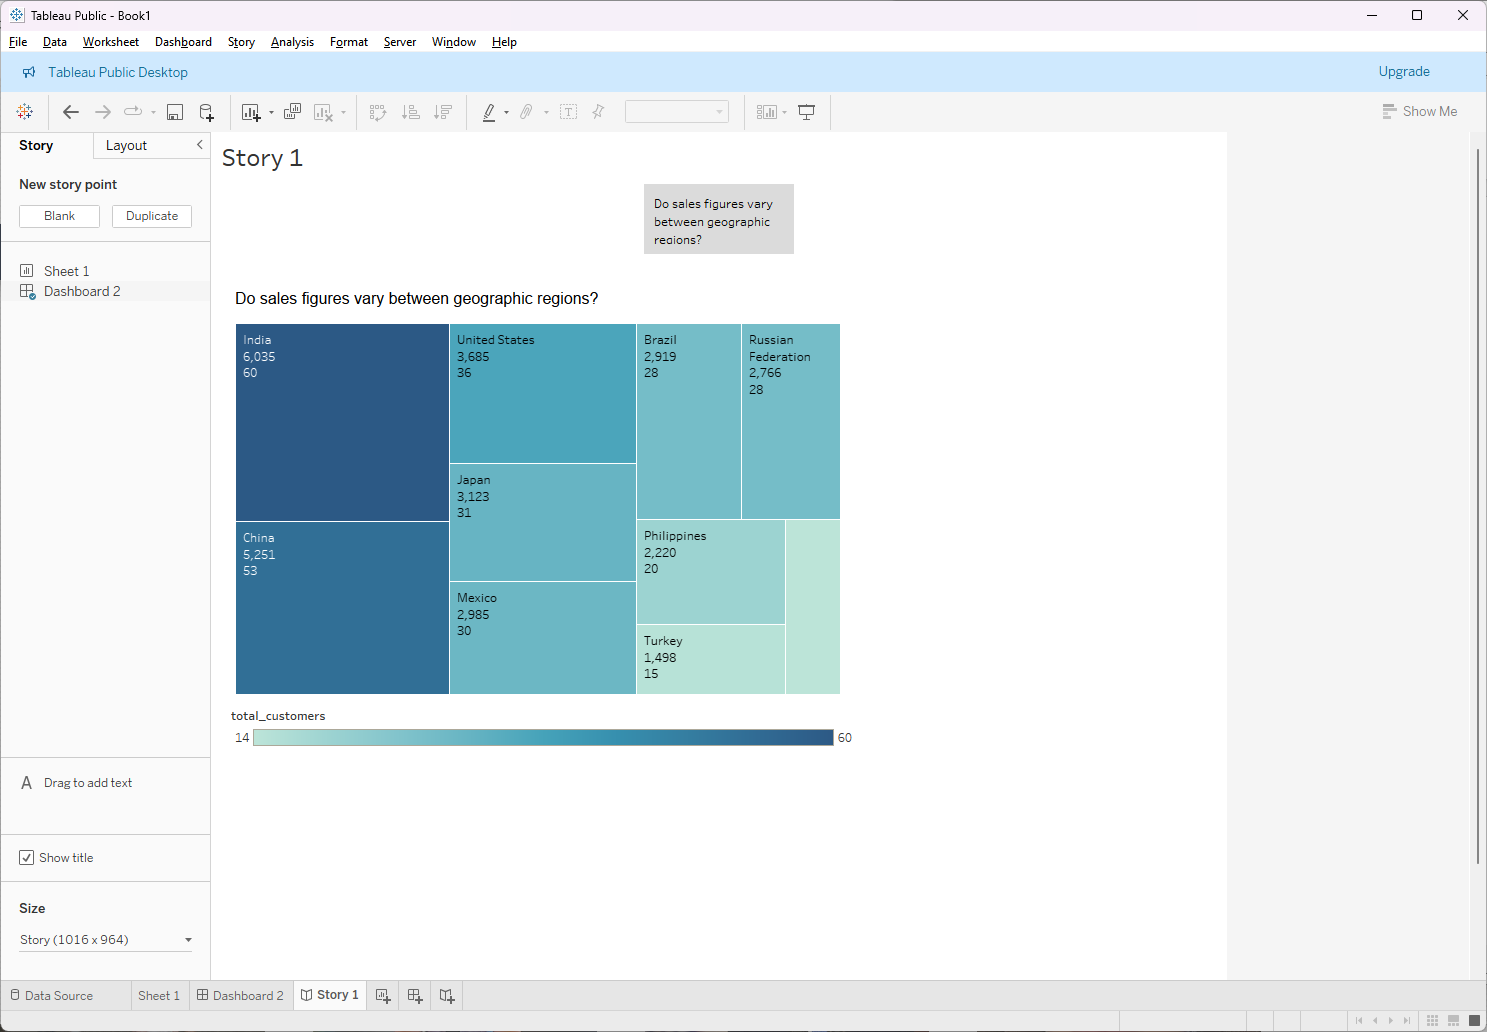 Tableau Public - Book1
File Data Worksheet Dashboard Story Analysis Format Server Window Help
Tableau Public Desktop
Upgrade
Show Me
Story
Layout
New story point
Blank
Duplicate
Sheet 1
Dashboard 2
Drag to add text
Show title
Size
Story (1016 x 964)
Story 1
Do sales figures vary
between geographic
regions?
Do sales figures vary between geographic regions?
India
6,035
60
China
5,251
53
United States
3,685
36
Japan
3,123
31
Mexico
2,985
30
Brazil
2,919
28
Russian
Federation
2,766
28
Philippines
2,220
20
Turkey
1,498
15
total_customers
14
60
Data Source
Sheet 1
Dashboard 2
Story 1